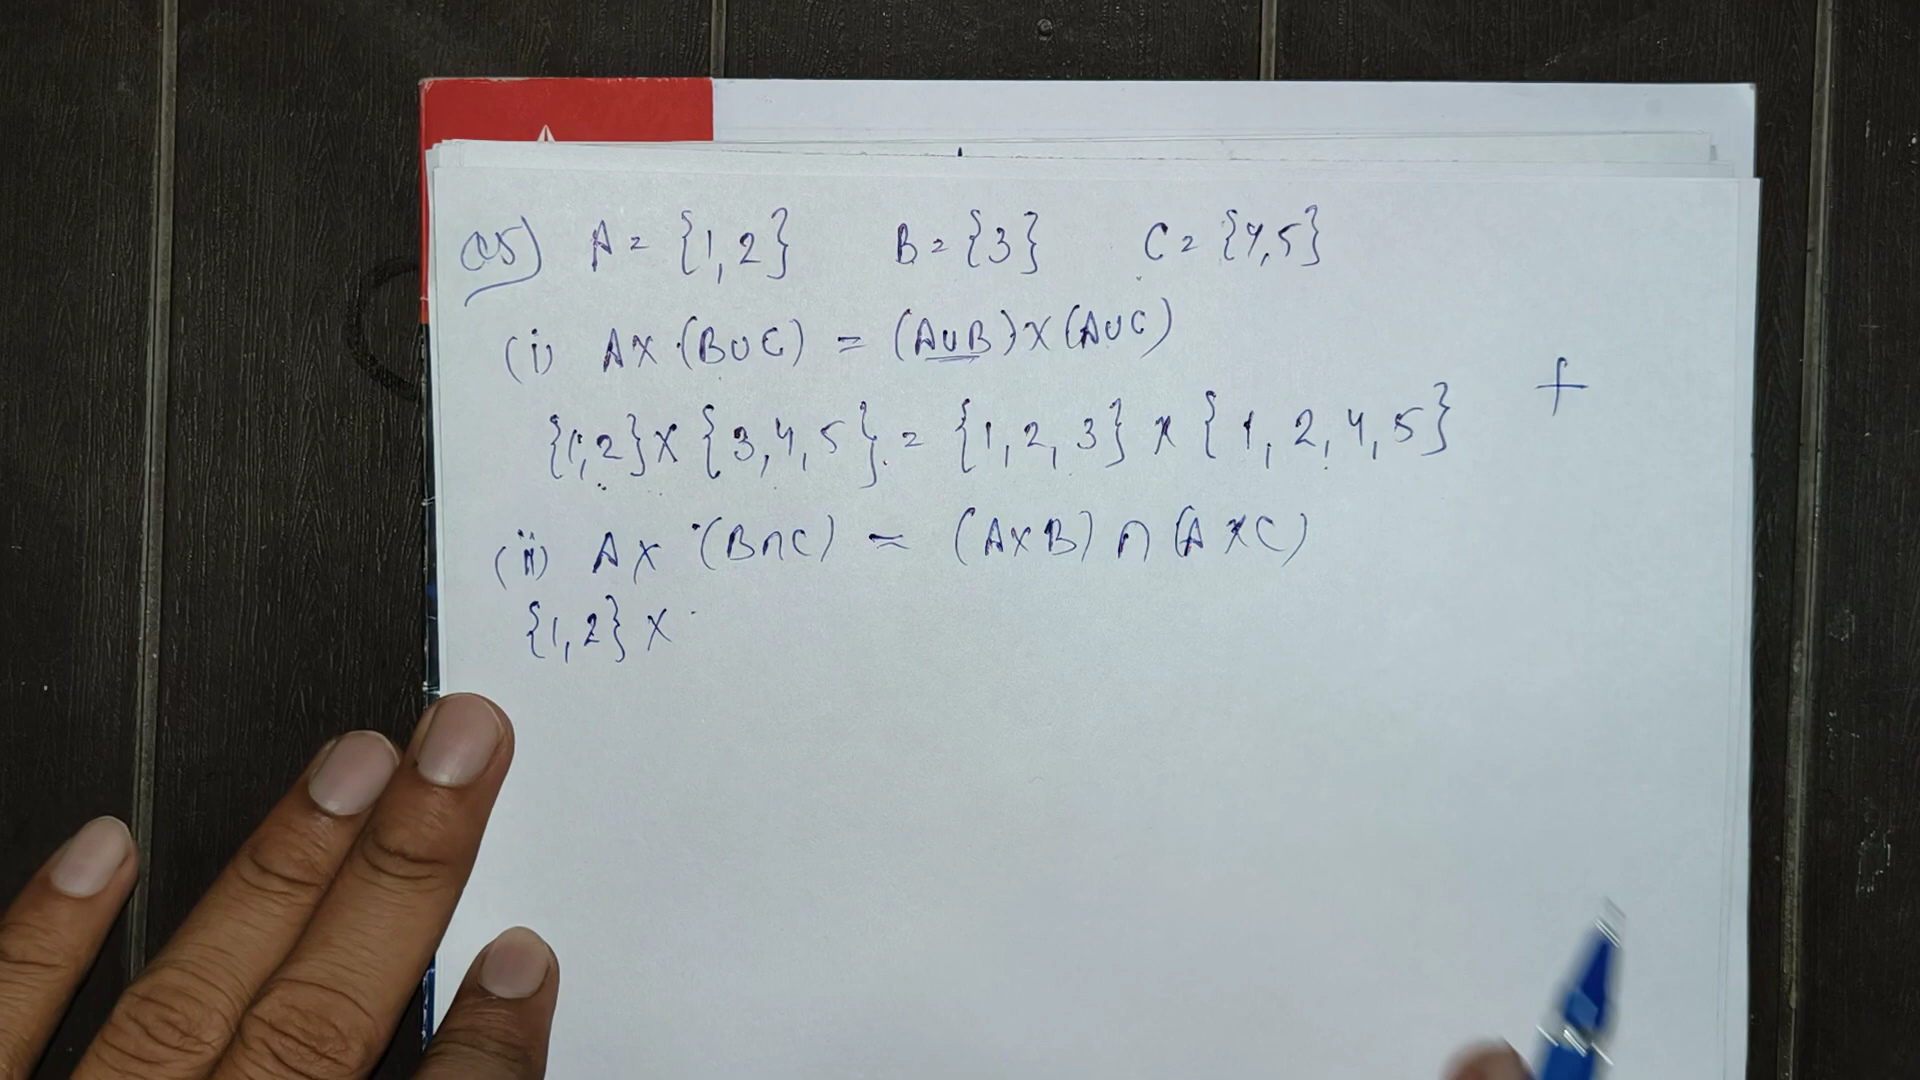 Q5) A = {1, 2} B = {3} C = {4,5}
(i) A X (B∪C) = (A∪B) X (A∪C)
{1,2} X {3,4,5} = {1, 2, 3} X {1, 2, 4, 5} f
(ii) A X (B∩C) = (A X B) ∩ (A X C)
{1, 2} X